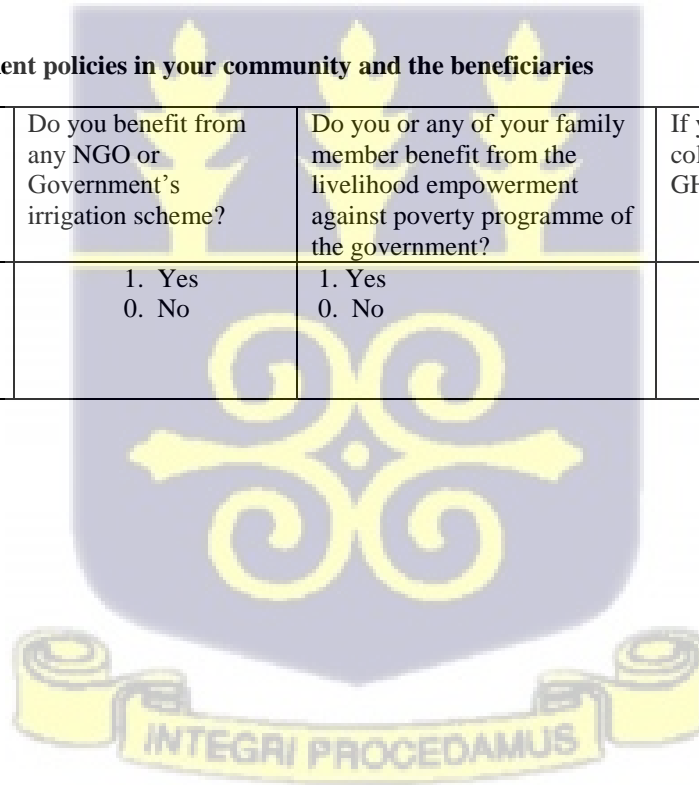 ent policies in your community and the beneficiaries
Do you benefit from
any NGO or
Government’s
irrigation scheme?
Do you or any of your family
member benefit from the
livelihood empowerment
against poverty programme of
the government?
If
col
GH
1. Yes
0. No
1. Yes
0. No
INTEGRI PROCEDAMUS